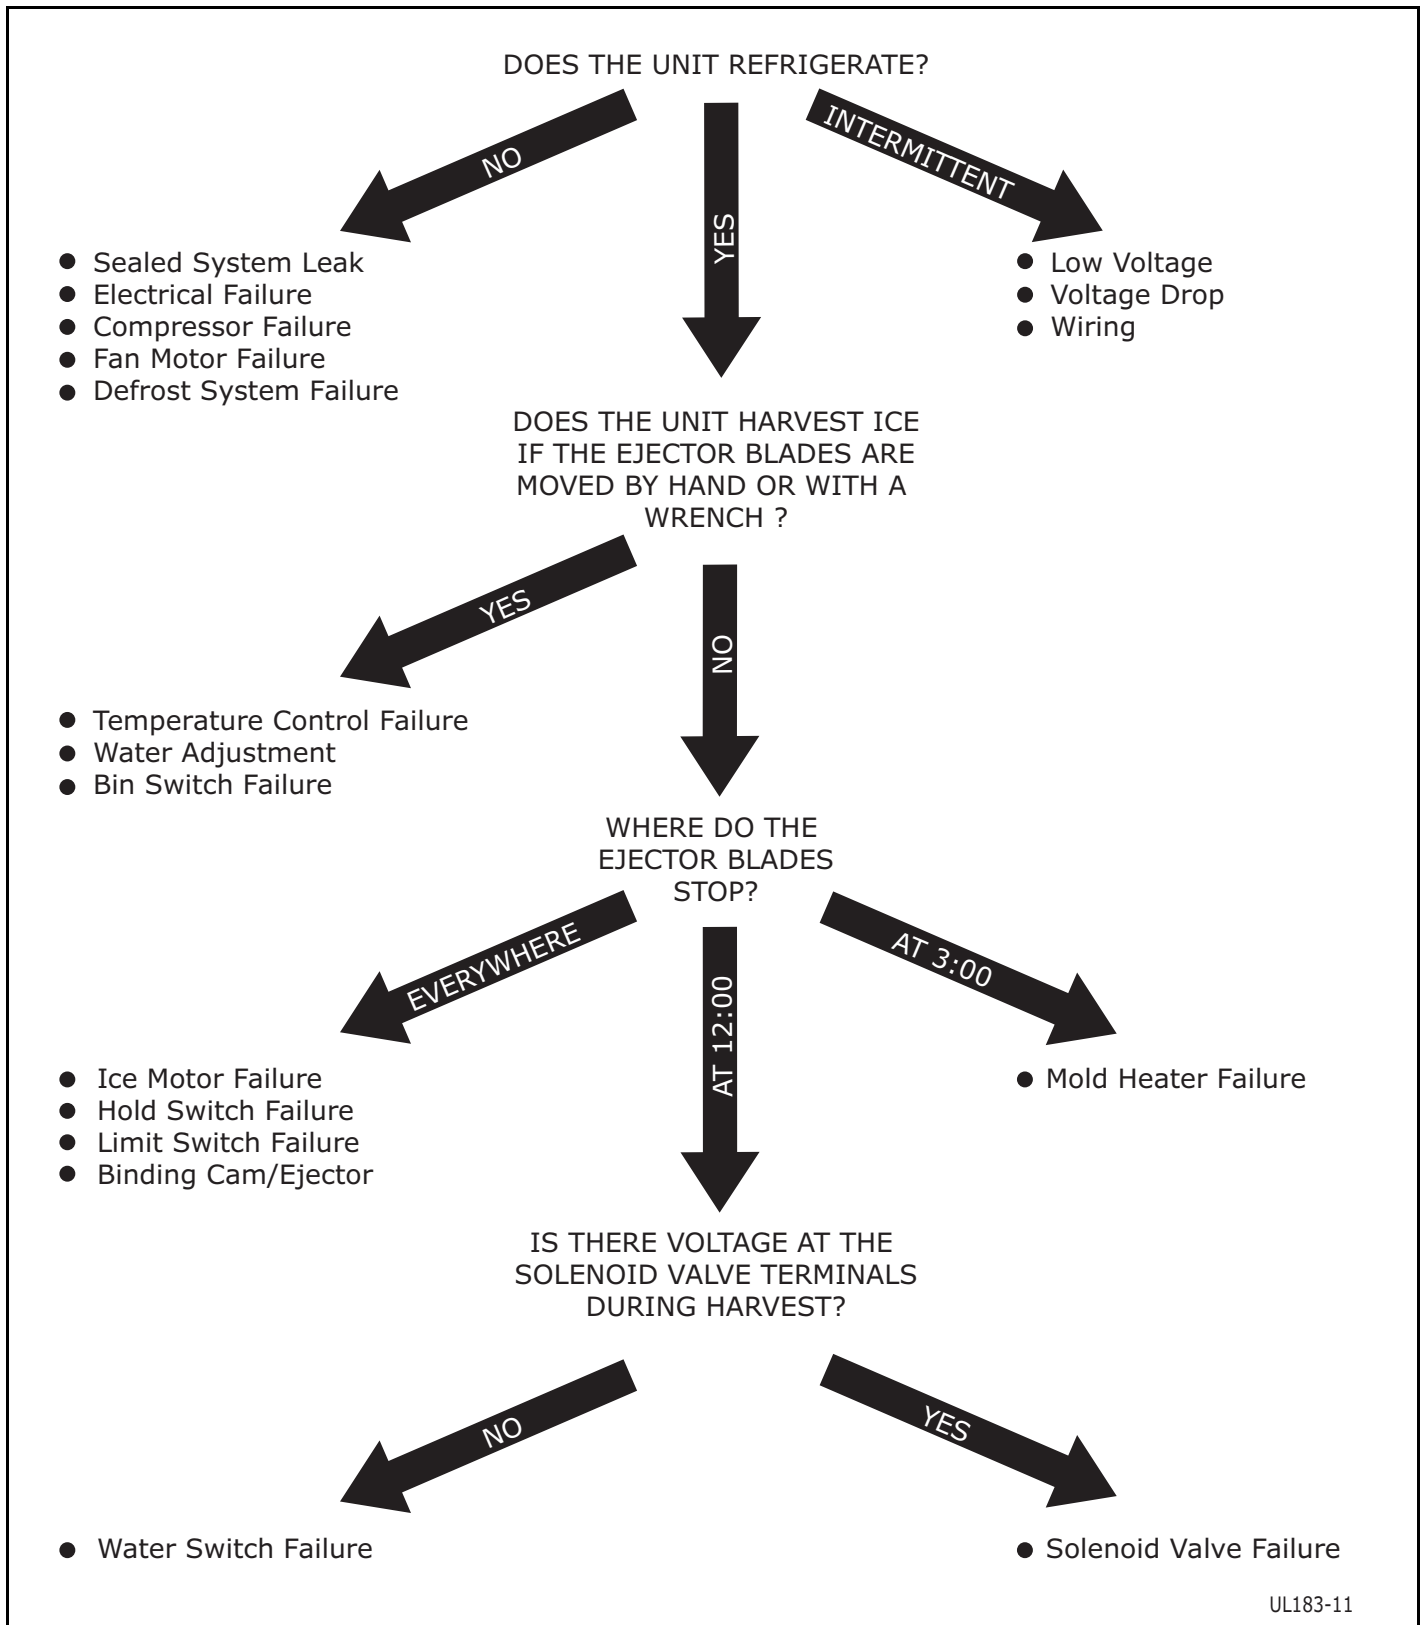 DOES THE UNIT REFRIGERATE?
NO
YES
INTERMITTENT
● Sealed System Leak
● Electrical Failure
● Compressor Failure
● Fan Motor Failure
● Defrost System Failure
● Low Voltage
● Voltage Drop
● Wiring
DOES THE UNIT HARVEST ICE
IF THE EJECTOR BLADES ARE
MOVED BY HAND OR WITH A
WRENCH ?
YES
NO
● Temperature Control Failure
● Water Adjustment
● Bin Switch Failure
WHERE DO THE
EJECTOR BLADES
STOP?
EVERYWHERE
AT 12:00
AT 3:00
● Ice Motor Failure
● Hold Switch Failure
● Limit Switch Failure
● Binding Cam/Ejector
● Mold Heater Failure
IS THERE VOLTAGE AT THE
SOLENOID VALVE TERMINALS
DURING HARVEST?
NO
YES
● Water Switch Failure
● Solenoid Valve Failure
UL183-11